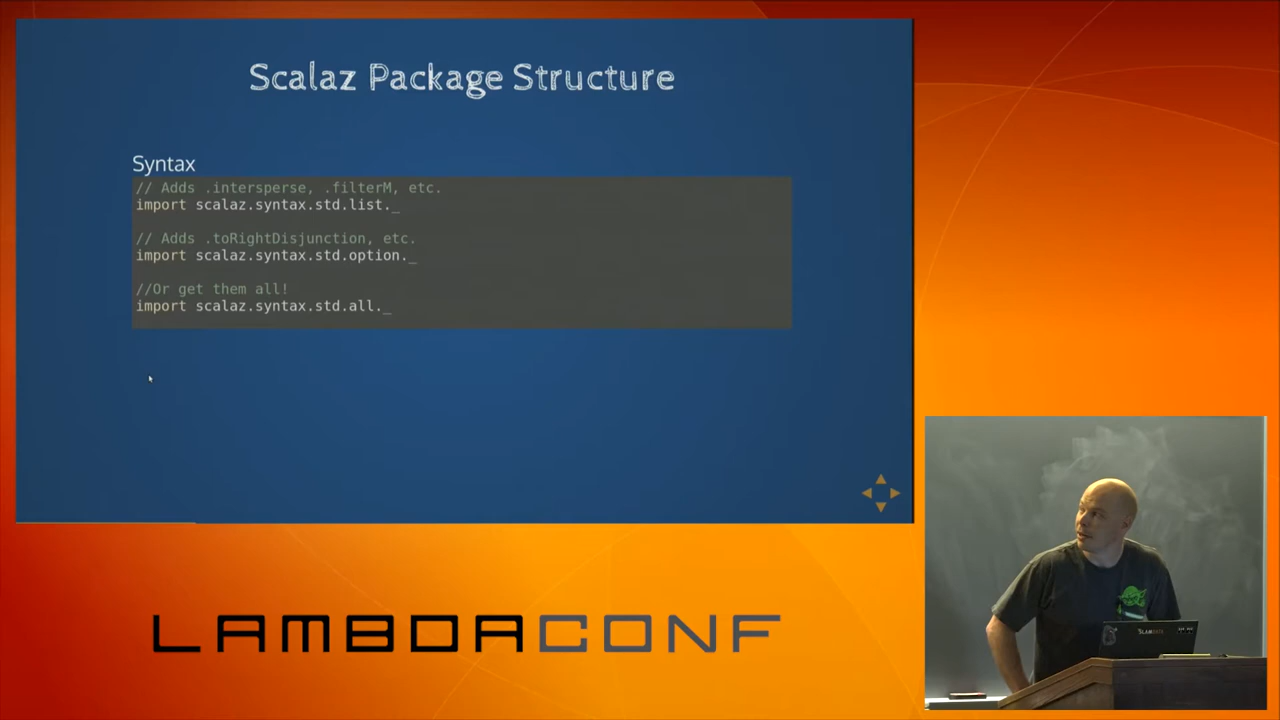 Scalaz Package Structure
Syntax
// Adds .intersperse, .filterM, etc.
import scalaz.syntax.std.list._
// Adds .toRightDisjunction, etc.
import scalaz.syntax.std.option._
//Or get them all!
import scalaz.syntax.std.all._
LAMBDACONF
SLAMDATA